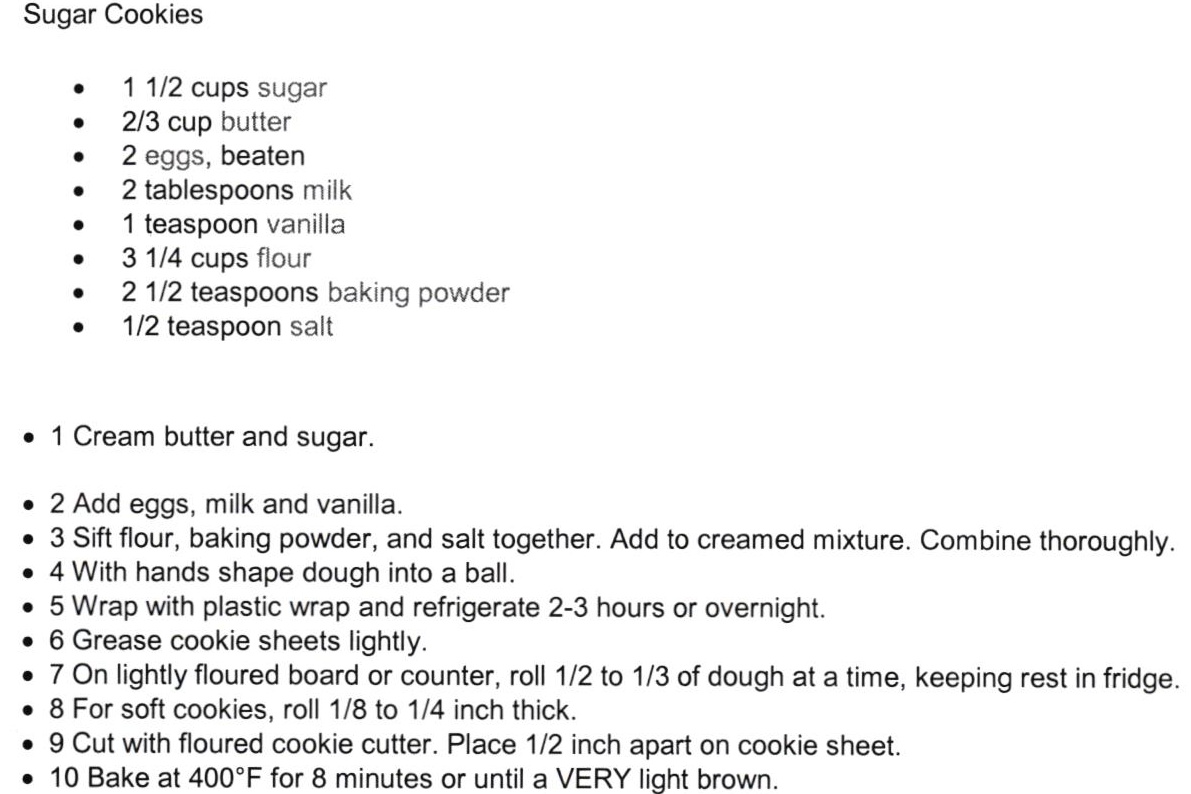 Sugar Cookies
• 1 1/2 cups sugar
• 2/3 cup butter
• 2 eggs, beaten
• 2 tablespoons milk
• 1 teaspoon vanilla
• 3 1/4 cups flour
• 2 1/2 teaspoons baking powder
• 1/2 teaspoon salt
• 1 Cream butter and sugar.
• 2 Add eggs, milk and vanilla.
• 3 Sift flour, baking powder, and salt together. Add to creamed mixture. Combine thoroughly.
• 4 With hands shape dough into a ball.
• 5 Wrap with plastic wrap and refrigerate 2-3 hours or overnight.
• 6 Grease cookie sheets lightly.
• 7 On lightly floured board or counter, roll 1/2 to 1/3 of dough at a time, keeping rest in fridge.
• 8 For soft cookies, roll 1/8 to 1/4 inch thick.
• 9 Cut with floured cookie cutter. Place 1/2 inch apart on cookie sheet.
• 10 Bake at 400°F for 8 minutes or until a VERY light brown.